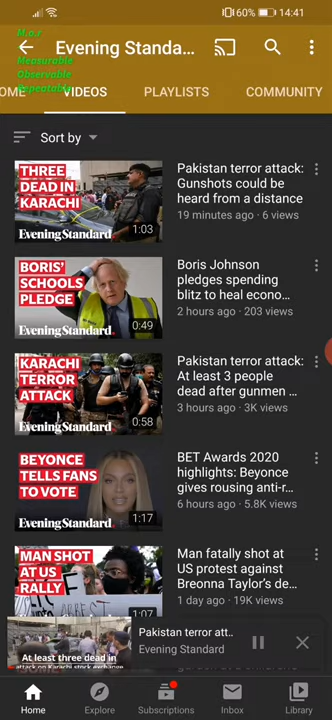 60% 14:41
M.o.r
Measurable
Observable
Repeatable
Evening Standa...
OME VIDEOS PLAYLISTS COMMUNITY
Sort by
THREE
DEAD IN
KARACHI
Evening Standard.
1:03
Pakistan terror attack:
Gunshots could be
heard from a distance
19 minutes ago · 6 views
BORIS'
SCHOOLS
PLEDGE
Evening Standard.
0:49
Boris Johnson
pledges spending
blitz to heal econo...
2 hours ago · 203 views
KARACHI
TERROR
ATTACK
Evening Standard.
0:58
Pakistan terror attack:
At least 3 people
dead after gunmen ...
3 hours ago · 3K views
BEYONCE
TELLS FANS
TO VOTE
Evening Standard.
1:17
BET Awards 2020
highlights: Beyonce
gives rousing anti-r...
6 hours ago · 5.8K views
MAN SHOT
AT US
RALLY
1:07
Man fatally shot at
US protest against
Breonna Taylor's de...
1 day ago · 19K views
At least three dead in
attack on Karachi stock exchange
Pakistan terror att..
Evening Standard
Home Explore Subscriptions Inbox Library